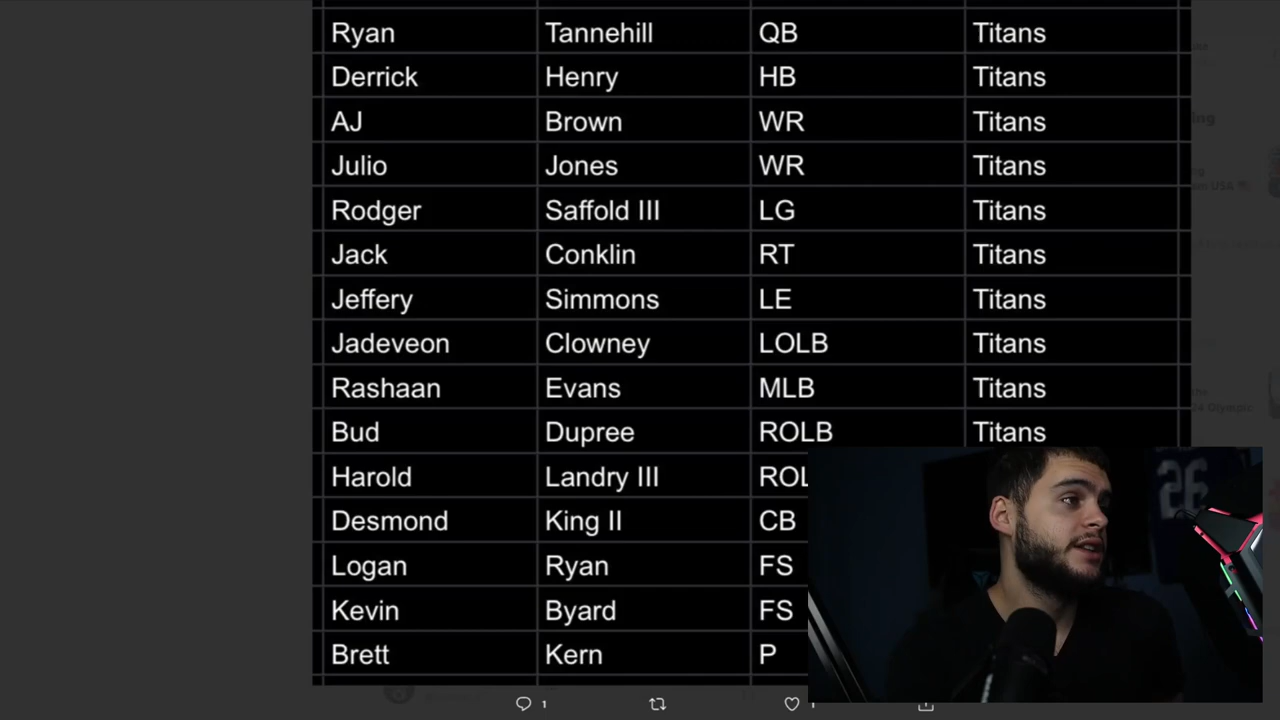 Ryan Tannehill QB Titans
Derrick Henry HB Titans
AJ Brown WR Titans
Julio Jones WR Titans
Rodger Saffold III LG Titans
Jack Conklin RT Titans
Jeffery Simmons LE Titans
Jadeveon Clowney LOLB Titans
Rashaan Evans MLB Titans
Bud Dupree ROLB Titans
Harold Landry III ROL
Desmond King II CB
Logan Ryan FS
Kevin Byard FS
Brett Kern P
1
26